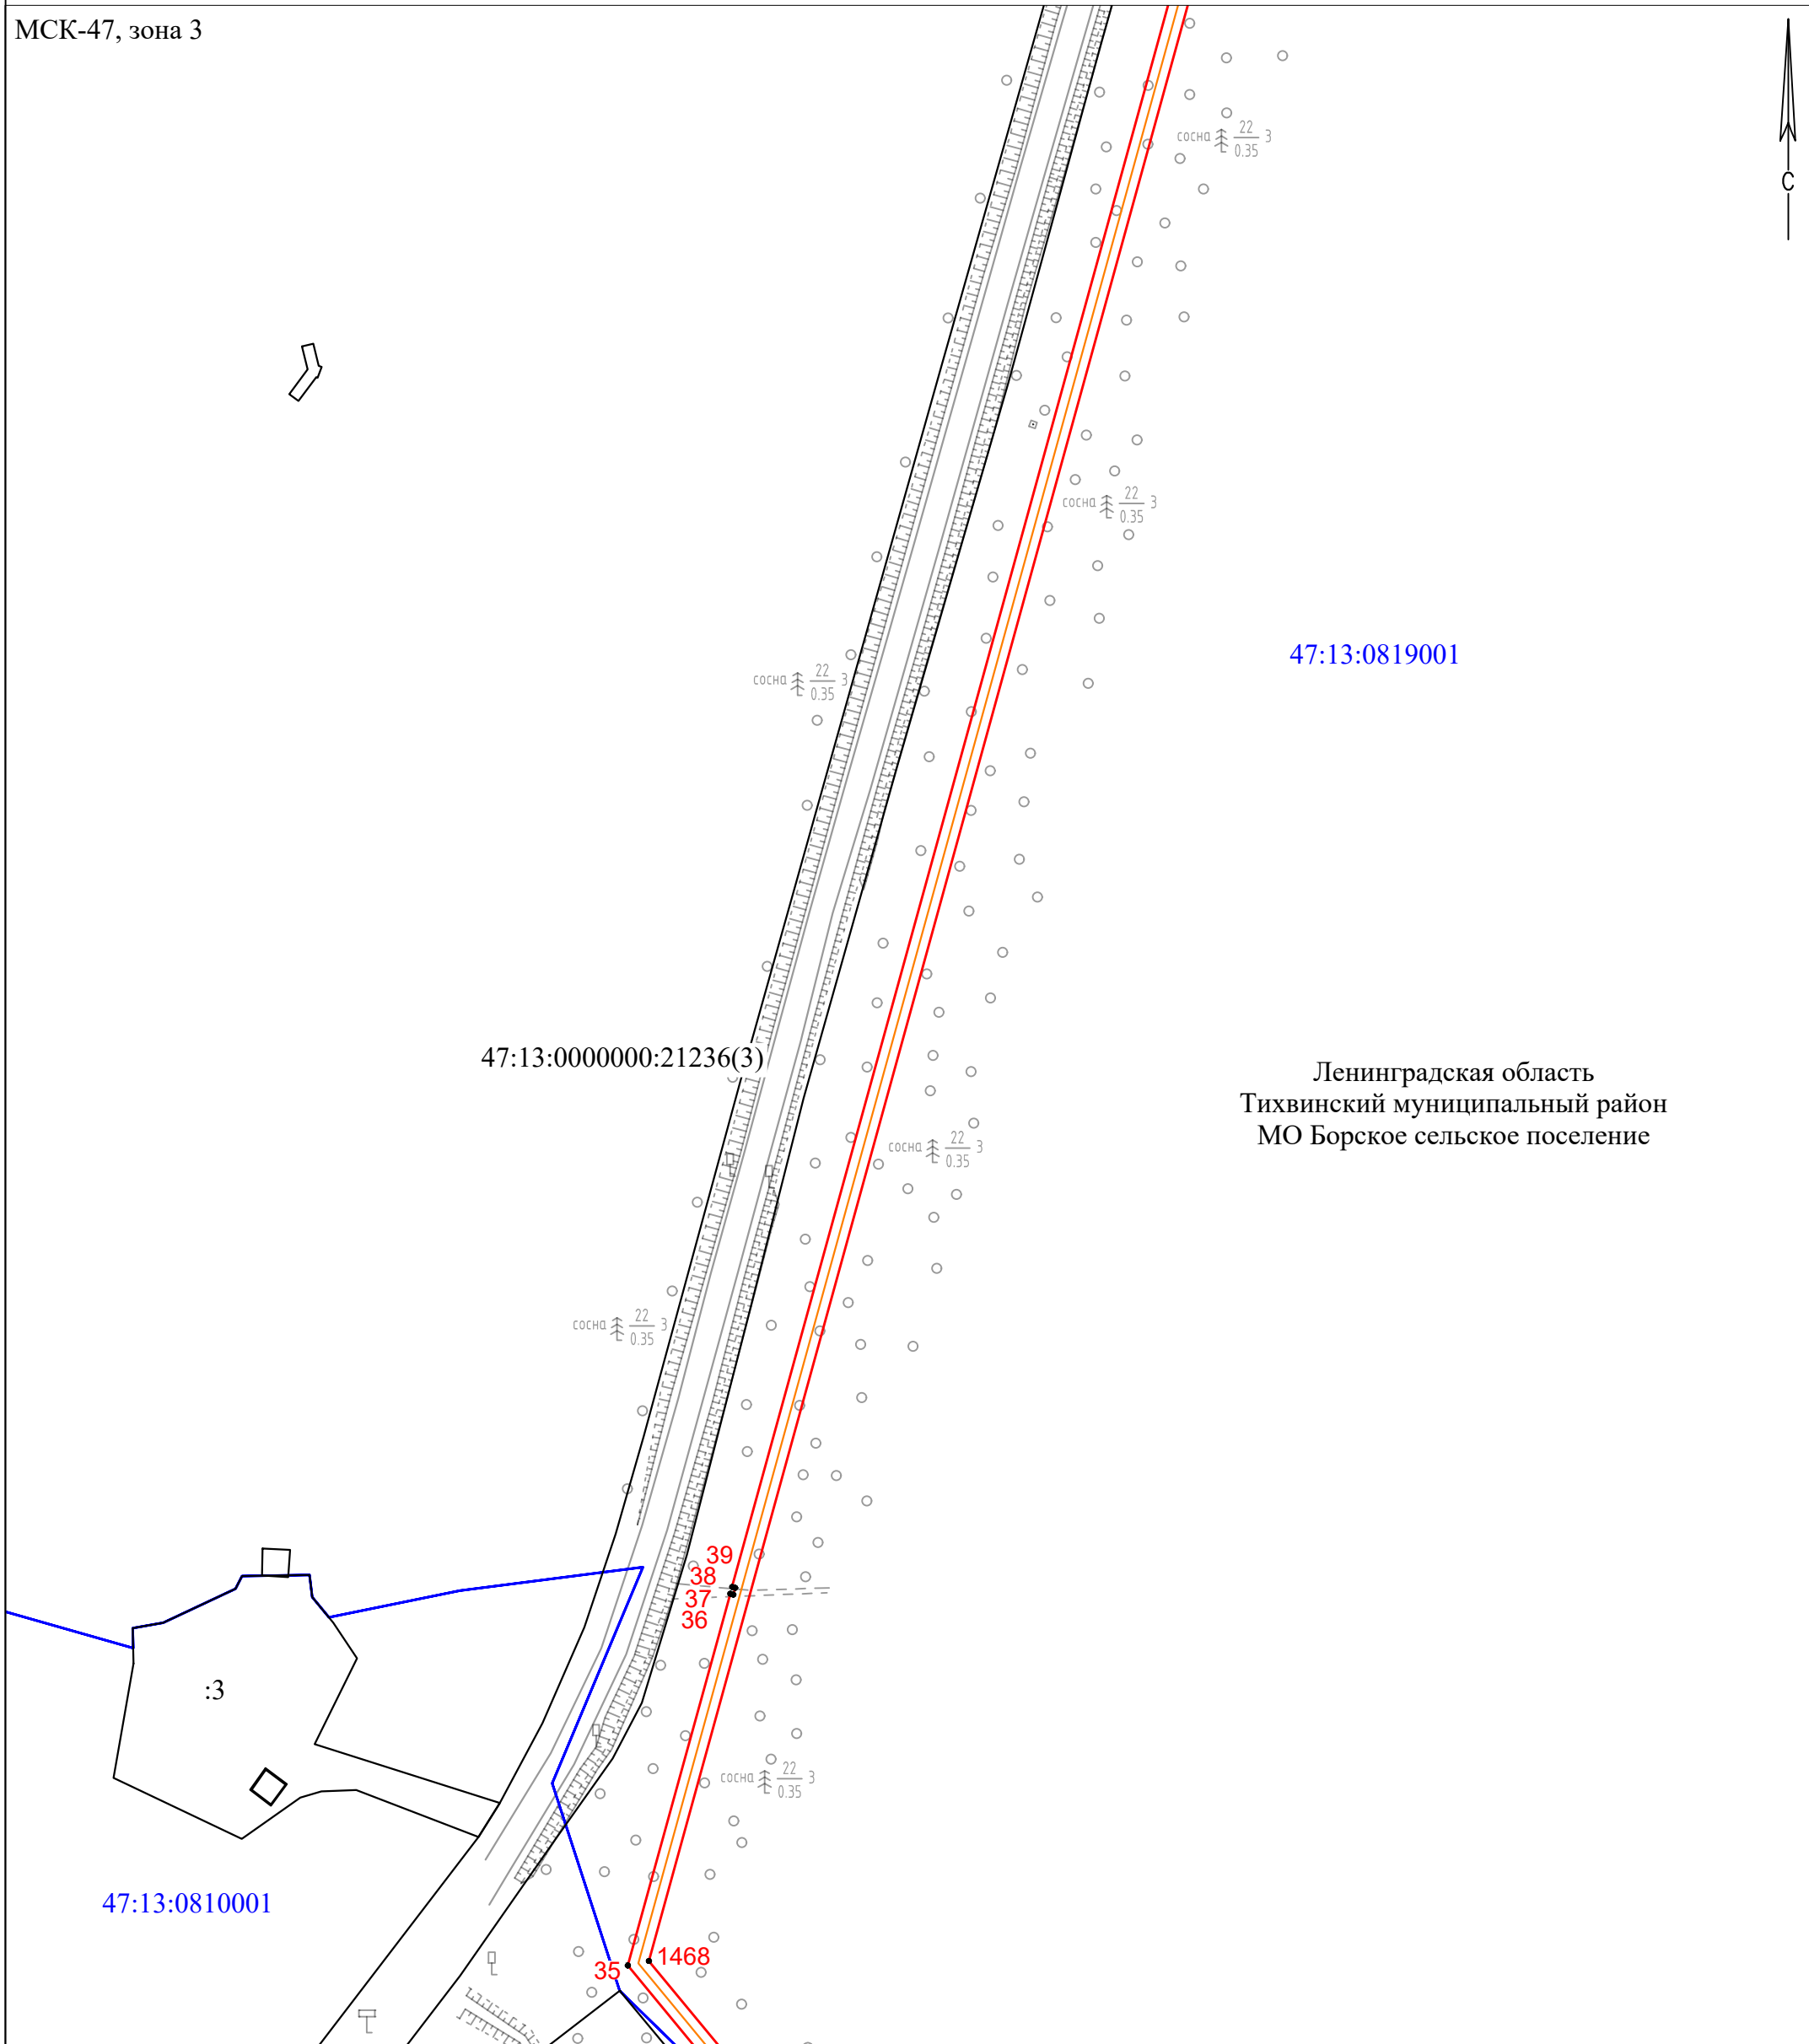 МСК-47, зона 3
С
сосна 22 3
0.35
сосна 22 3
0.35
47:13:0819001
сосна 22 3
0.35
47:13:0000000:21236(3)
Ленинградская область
Тихвинский муниципальный район
МО Борское сельское поселение
сосна 22 3
0.35
сосна 22 3
0.35
39
38
37
36
:3
сосна 22 3
0.35
47:13:0810001
1468
35